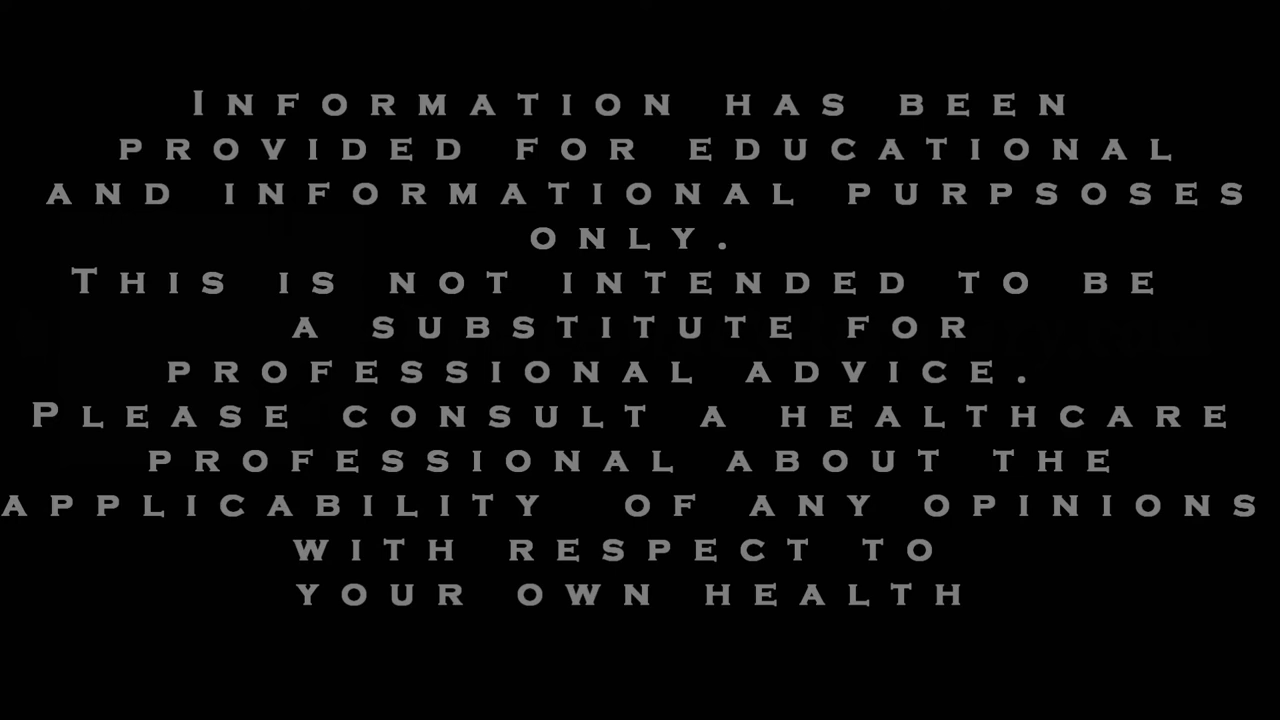 Information has been
provided for educational
and informational purpsoses
only.
This is not intended to be
a substitute for
professional advice.
Please consult a healthcare
professional about the
applicability of any opinions
with respect to
your own health